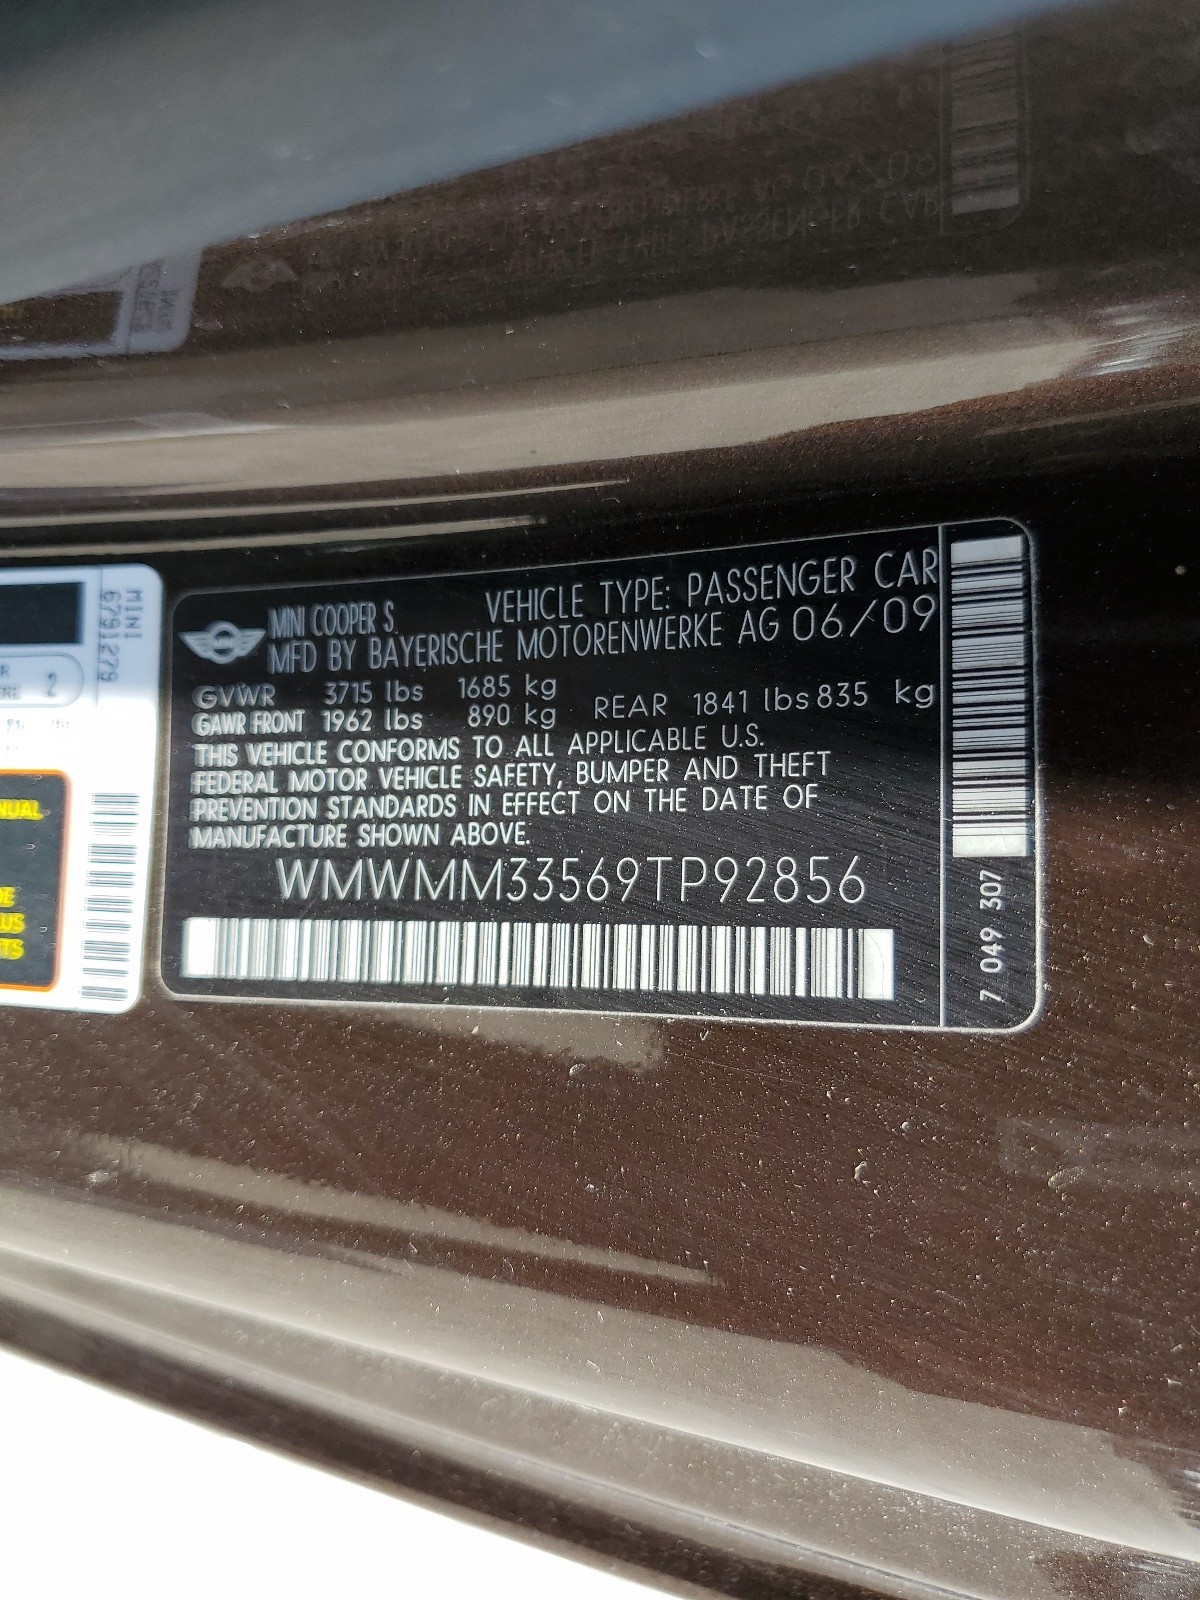 MINI COOPER S VEHICLE TYPE: PASSENGER CAR
MFD BY BAYERISCHE MOTORENWERKE AG 06/09
GVWR 3715 lbs 1685 kg
GAWR FRONT 1962 lbs 890 kg REAR 1841 lbs 835 kg
THIS VEHICLE CONFORMS TO ALL APPLICABLE U.S.
FEDERAL MOTOR VEHICLE SAFETY, BUMPER AND THEFT
PREVENTION STANDARDS IN EFFECT ON THE DATE OF
MANUFACTURE SHOWN ABOVE.
WMWMM33569TP92856
7 049 307
MINI
6791279
2
NUAL